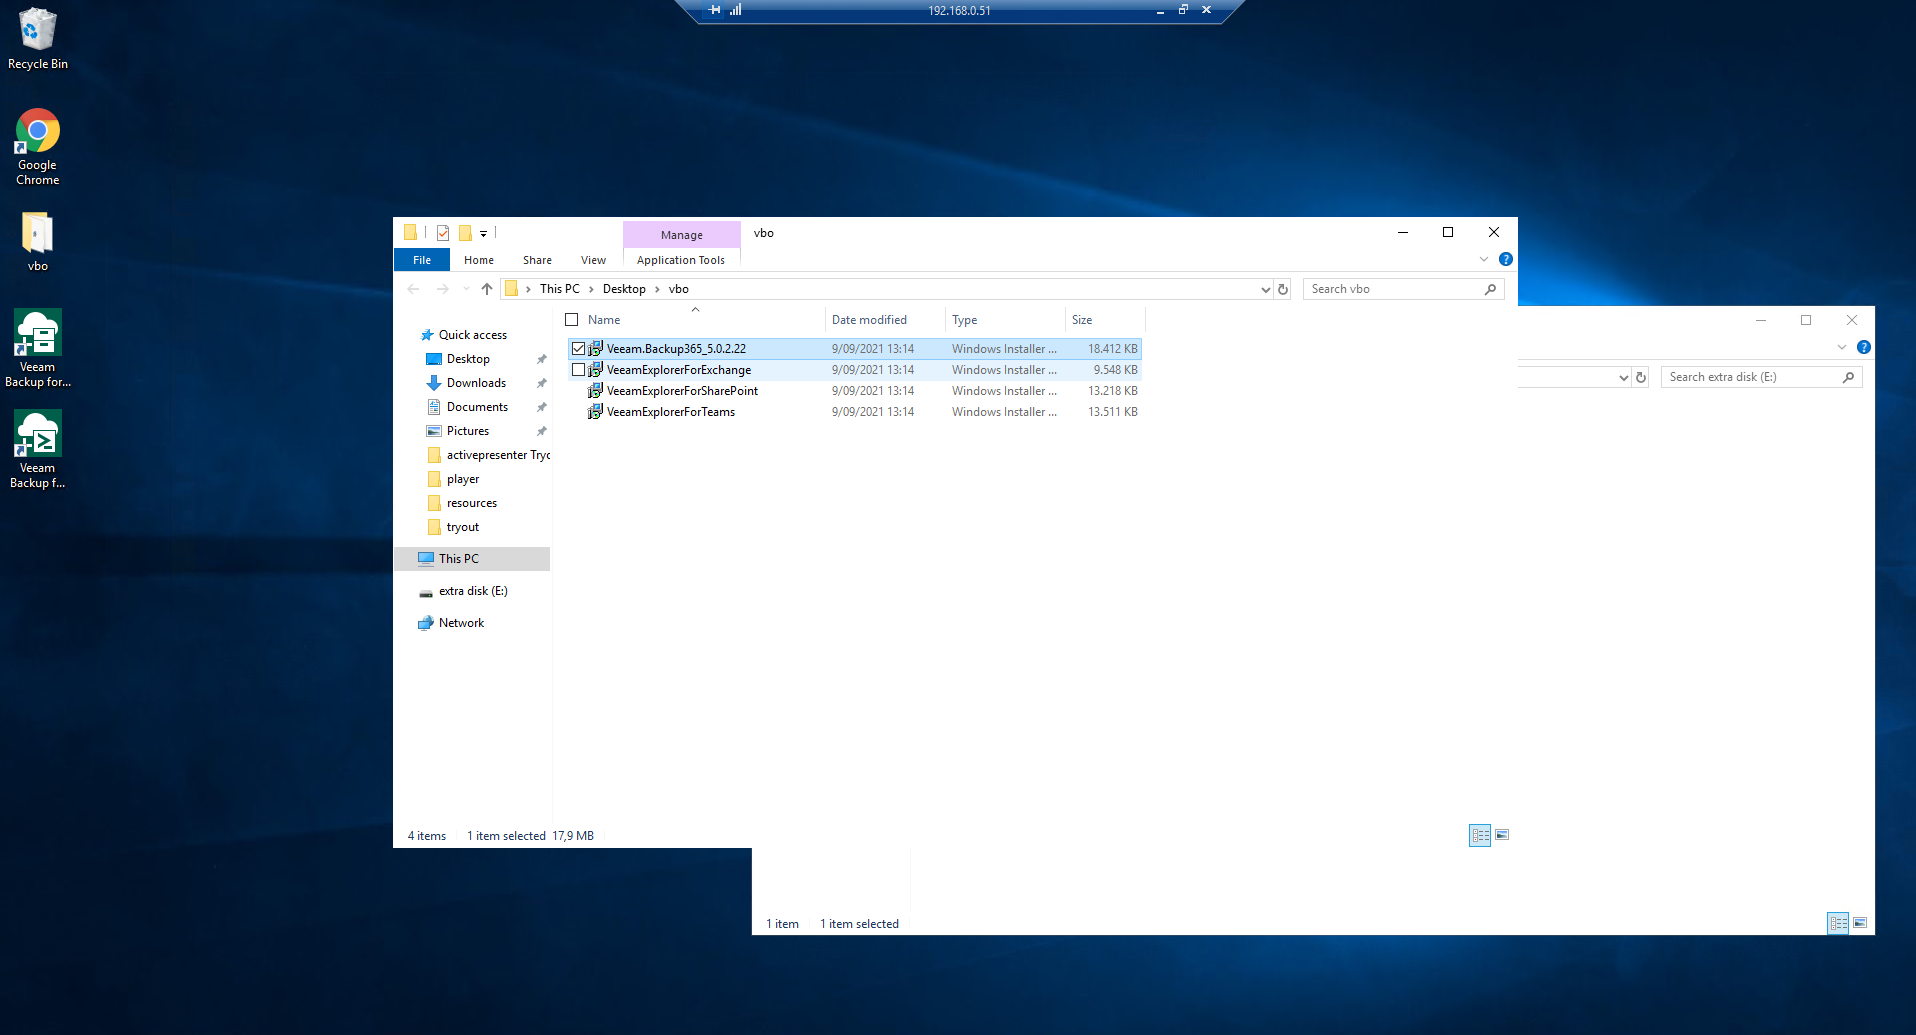 192.168.0.51
Recycle Bin
Google
Chrome
vbo
Veeam
Backup for...
Veeam
Backup f...
Manage
vbo
File
Home
Share
View
Application Tools
This PC
Desktop
vbo
Search vbo
Name
Date modified
Type
Size
Veeam.Backup365_5.0.2.22 9/09/2021 13:14 Windows Installer ... 18.412 KB
VeeamExplorerForExchange 9/09/2021 13:14 Windows Installer ... 9.548 KB
VeeamExplorerForSharePoint 9/09/2021 13:14 Windows Installer ... 13.218 KB
VeeamExplorerForTeams 9/09/2021 13:14 Windows Installer ... 13.511 KB
Quick access
Desktop
Downloads
Documents
Pictures
activepresenter Tryo
player
resources
tryout
This PC
extra disk (E:)
Network
4 items
1 item selected 17,9 MB
Search extra disk (E:)
1 item
1 item selected